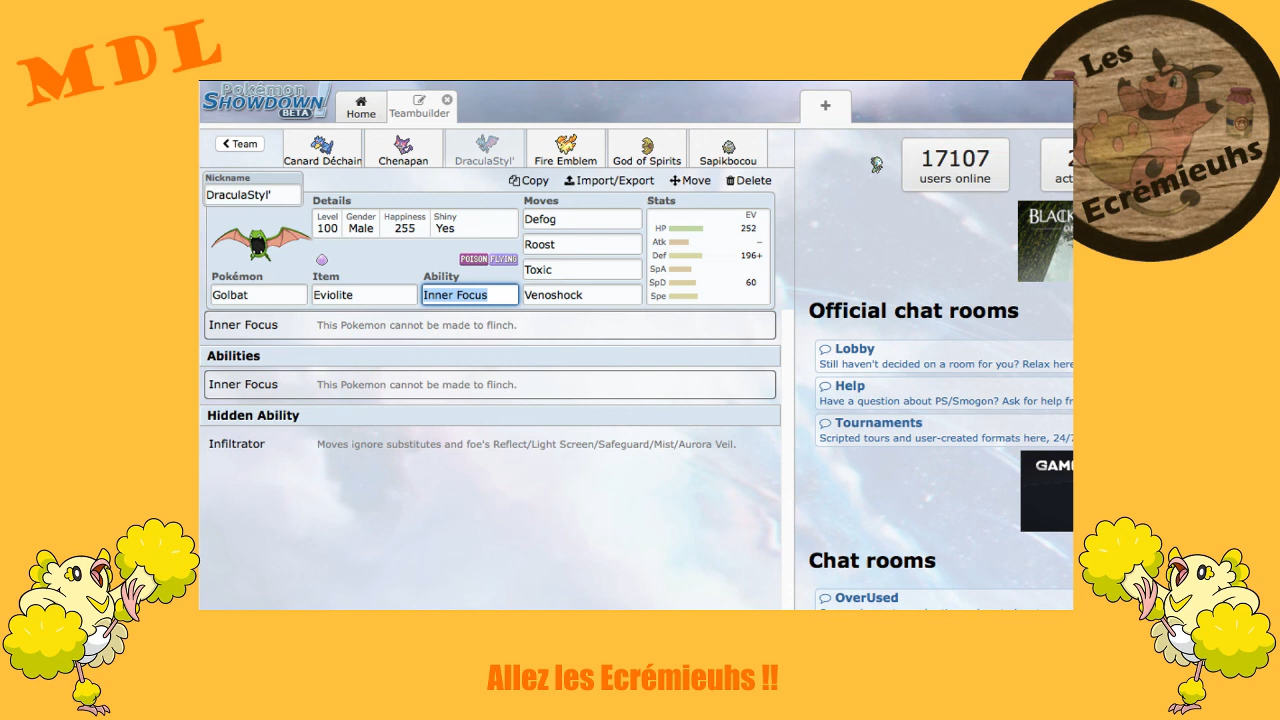 MDL
Les
Ecrémieuhs
Pokémon
SHOWDOWN!
BETA
Home
Teambuilder
+
Team
Canard Déchain
Chenapan
DraculaStyl'
Fire Emblem
God of Spirits
Sapikbocou
Copy
Import/Export
Move
Delete
Nickname
DraculaStyl'
Details
Level Gender Happiness Shiny
100 Male 255 Yes
POISON FLYING
Pokémon
Golbat
Item
Eviolite
Ability
Inner Focus
Moves
Defog
Roost
Toxic
Venoshock
Stats
EV
HP 252
Atk –
Def 196+
SpA
SpD 60
Spe
Inner Focus This Pokemon cannot be made to flinch.
Abilities
Inner Focus This Pokemon cannot be made to flinch.
Hidden Ability
Infiltrator Moves ignore substitutes and foe's Reflect/Light Screen/Safeguard/Mist/Aurora Veil.
17107
users online
act
BLACK
Official chat rooms
Lobby
Still haven't decided on a room for you? Relax here
Help
Have a question about PS/Smogon? Ask for help fr
Tournaments
Scripted tours and user-created formats here, 24/7
GAM
Chat rooms
OverUsed
Allez les Ecrémieuhs !!